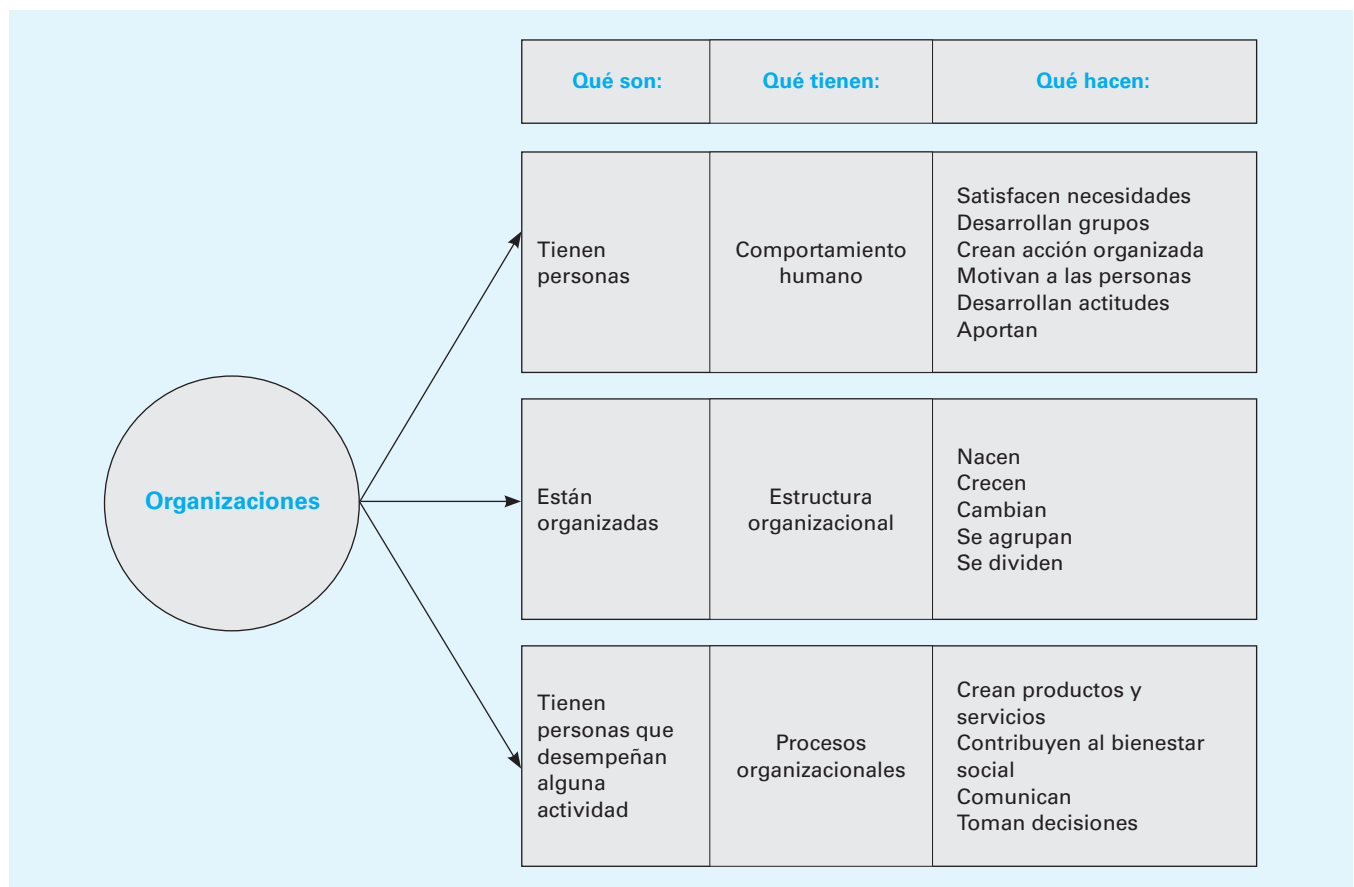 Qué son:
Qué tienen:
Qué hacen:
Tienen
personas
Comportamiento
humano
Satisfacen necesidades
Desarrollan grupos
Crean acción organizada
Motivan a las personas
Desarrollan actitudes
Aportan
Organizaciones
Están
organizadas
Estructura
organizacional
Nacen
Crecen
Cambian
Se agrupan
Se dividen
Tienen
personas que
desempeñan
alguna
actividad
Procesos
organizacionales
Crean productos y
servicios
Contribuyen al bienestar
social
Comunican
Toman decisiones